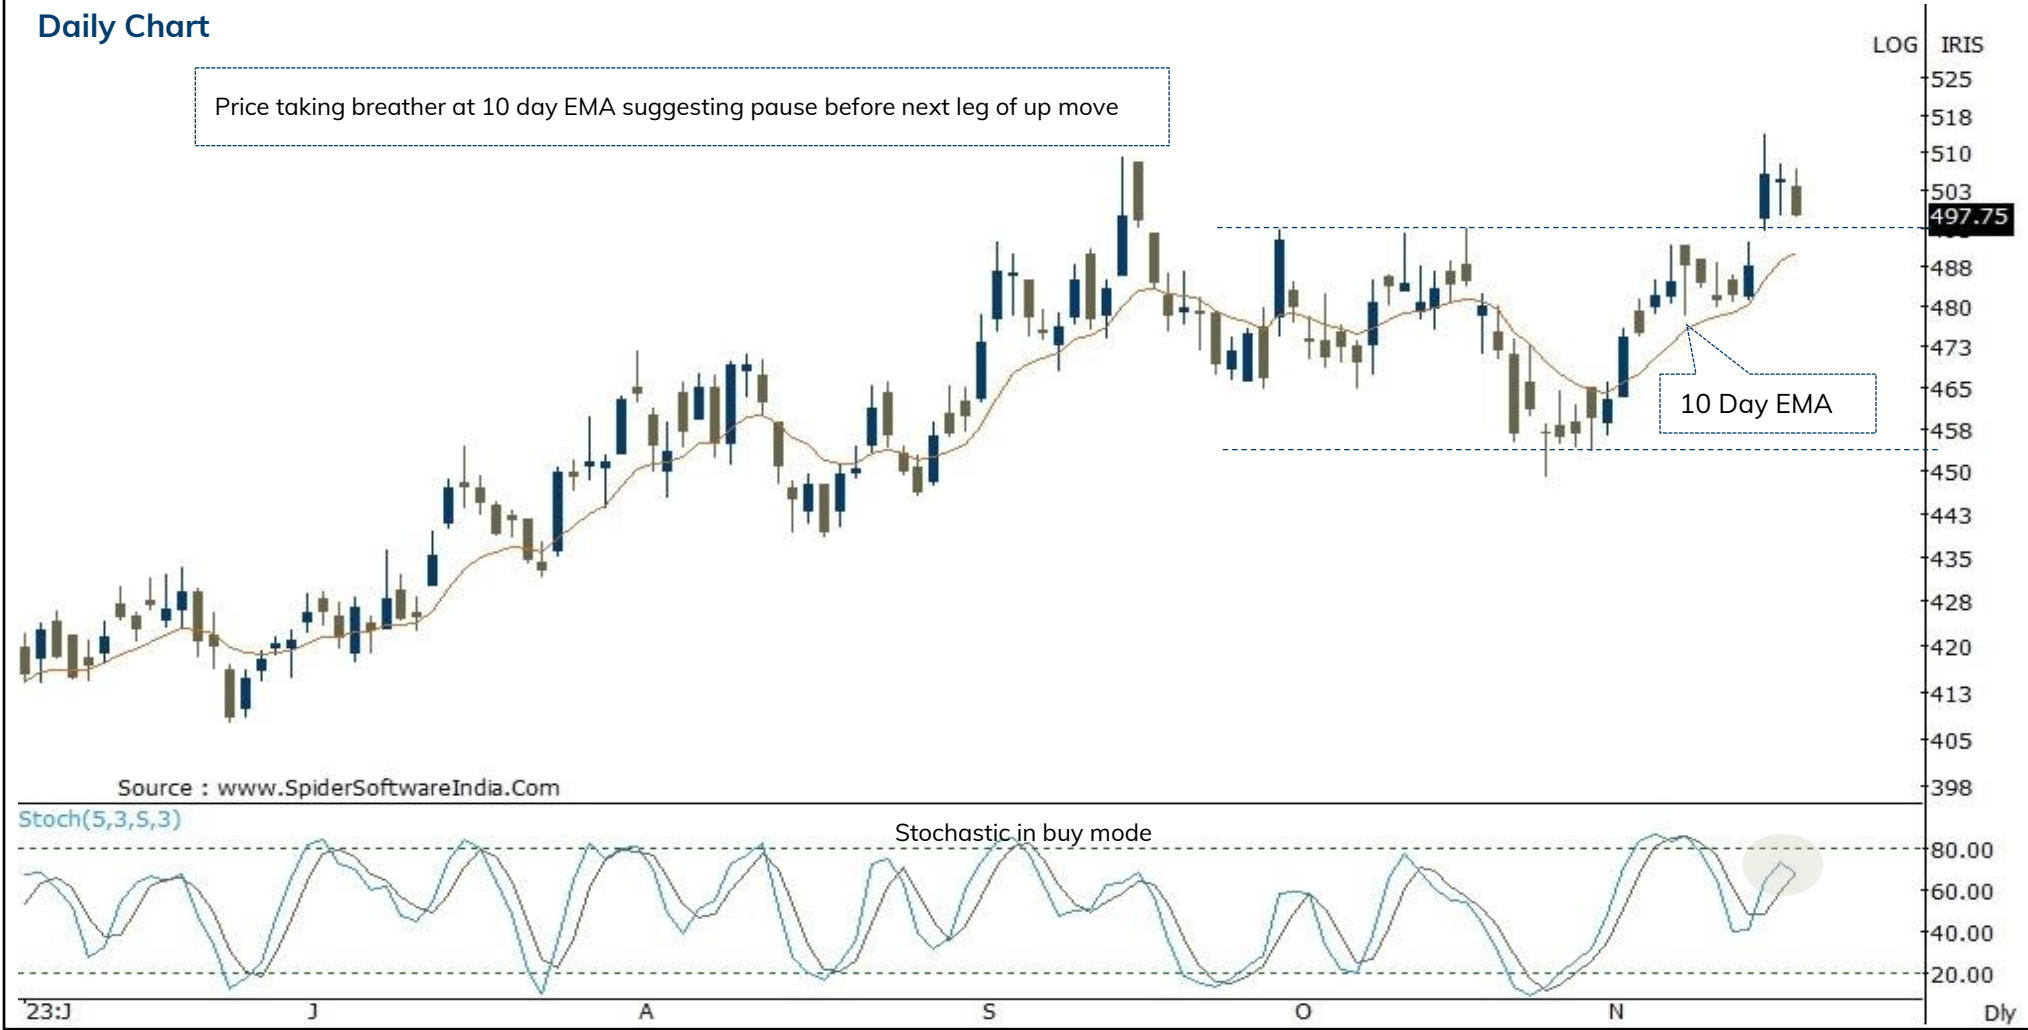 Daily Chart
LOG IRIS
Price taking breather at 10 day EMA suggesting pause before next leg of up move
525
518
510
503
497.75
488
480
473
465
10 Day EMA
458
450
443
435
428
420
413
405
398
Source : www.SpiderSoftwareIndia.Com
Stoch(5,3,S,3)
Stochastic in buy mode
80.00
60.00
40.00
20.00
'23:J J A S O N Dly